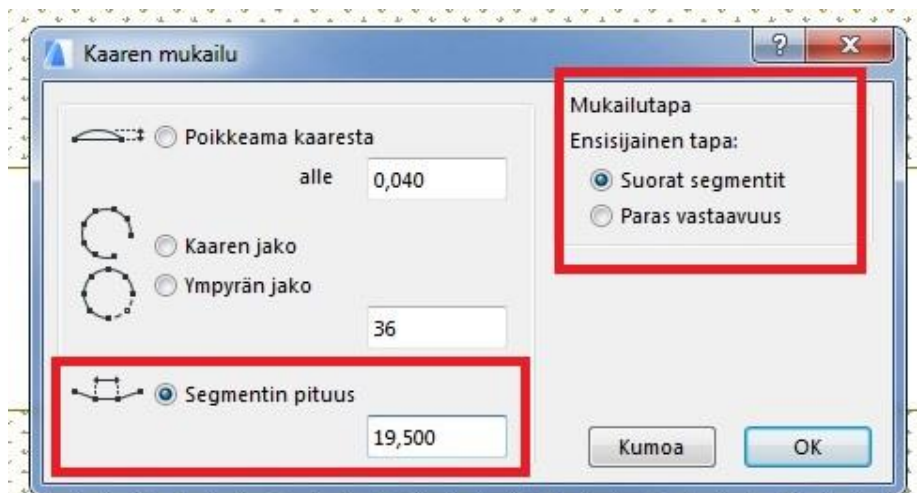 Kaaren mukailu
Poikkeama kaaresta
alle 0,040
Kaaren jako
Ympyrän jako
36
Segmentin pituus
19,500
Mukailutapa
Ensisijainen tapa:
Suorat segmentit
Paras vastaavuus
Kumoa
OK